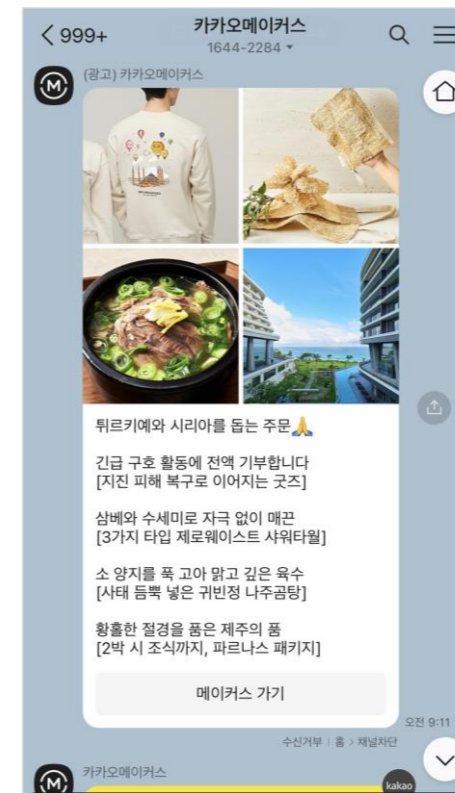 999+
카카오메이커스
1644-2284
(광고) 카카오메이커스
튀르키예와 시리아를 돕는 주문🙏
긴급 구호 활동에 전액 기부합니다
[지진 피해 복구로 이어지는 굿즈]
삼베와 수세미로 자극 없이 매끈
[3가지 타입 제로웨이스트 샤워타월]
소 양지를 푹 고아 맑고 깊은 육수
[사태 듬뿍 넣은 귀빈정 나주곰탕]
황홀한 절경을 품은 제주의 품
[2박 시 조식까지, 파르나스 패키지]
메이커스 가기
오전 9:11
수신거부 | 홈 > 채널차단
카카오메이커스
kakao